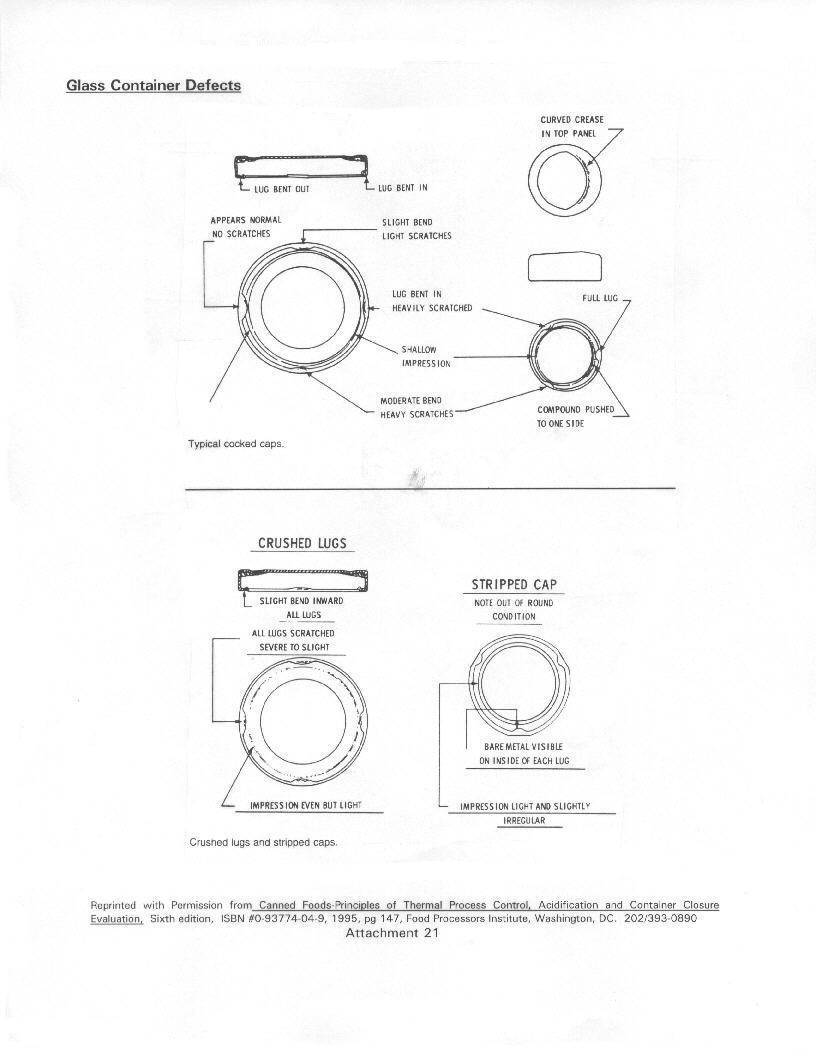 Glass Container Defects
CURVED CREASE
IN TOP PANEL
LUG BENT OUT
LUG BENT IN
APPEARS NORMAL
NO SCRATCHES
SLIGHT BEND
LIGHT SCRATCHES
LUG BENT IN
HEAVILY SCRATCHED
FULL LUG
SHALLOW
IMPRESSION
MODERATE BEND
HEAVY SCRATCHES
COMPOUND PUSHED
TO ONE SIDE
Typical cocked caps.
CRUSHED LUGS
SLIGHT BEND INWARD
ALL LUGS
ALL LUGS SCRATCHED
SEVERE TO SLIGHT
IMPRESSION EVEN BUT LIGHT
STRIPPED CAP
NOTE OUT OF ROUND
CONDITION
BARE METAL VISIBLE
ON INSIDE OF EACH LUG
IMPRESSION LIGHT AND SLIGHTLY
IRREGULAR
Crushed lugs and stripped caps.
Reprinted with Permission from Canned Foods-Principles of Thermal Process Control, Acidification and Container Closure
Evaluation, Sixth edition, ISBN #0-93774-04-9, 1995, pg 147, Food Processors Institute, Washington, DC. 202/393-0890
Attachment 21